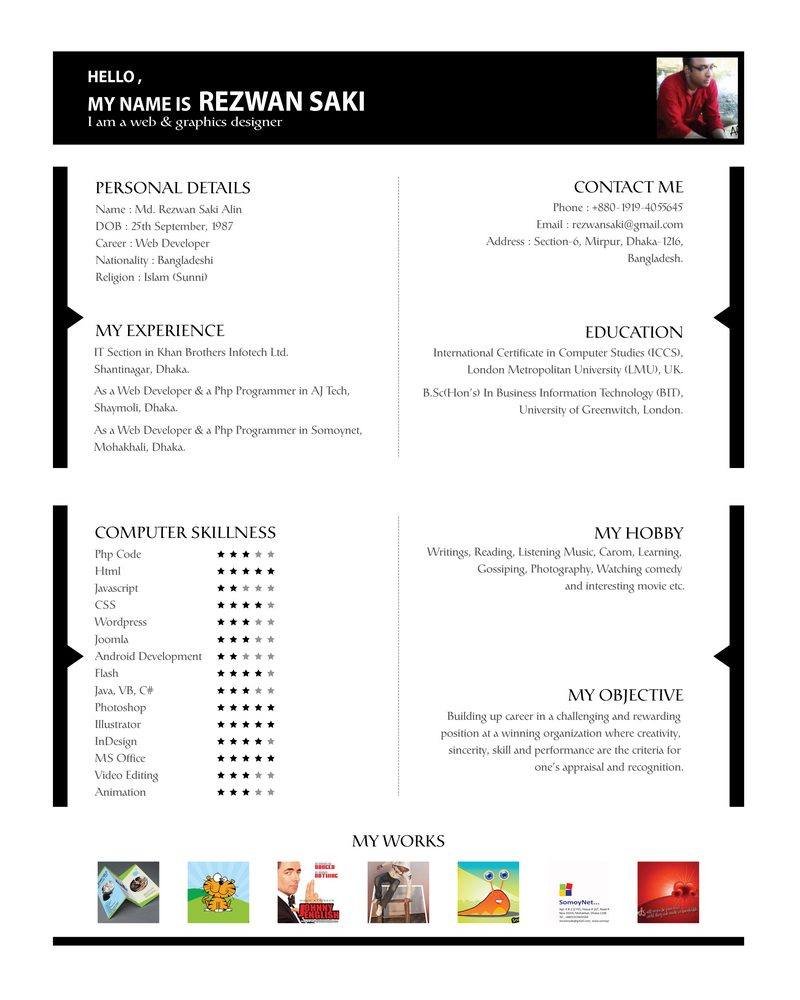 HELLO ,
MY NAME IS REZWAN SAKI
I am a web & graphics designer
PERSONAL DETAILS
Name : Md. Rezwan Saki Alin
DOB : 25th September, 1987
Career : Web Developer
Nationality : Bangladeshi
Religion : Islam (Sunni)
MY EXPERIENCE
IT Section in Khan Brothers Infotech Ltd.
Shantinagar, Dhaka.
As a Web Developer & a Php Programmer in AJ Tech,
Shaymoli, Dhaka.
As a Web Developer & a Php Programmer in Somoynet,
Mohakhali, Dhaka.
CONTACT ME
Phone : +880-1919-4055645
Email : rezwansaki@gmail.com
Address : Section-6, Mirpur, Dhaka-1216,
Bangladesh.
EDUCATION
International Certificate in Computer Studies (ICCS),
London Metropolitan University (LMU), UK.
B.Sc(Hon's) In Business Information Technology (BIT),
University of Greenwitch, London.
COMPUTER SKILLNESS
Php Code
Html
Javascript
CSS
Wordpress
Joomla
Android Development
Flash
Java, VB, C#
Photoshop
Illustrator
InDesign
MS Office
Video Editing
Animation
MY HOBBY
Writings, Reading, Listening Music, Carom, Learning,
Gossiping, Photography, Watching comedy
and interesting movie etc.
MY OBJECTIVE
Building up career in a challenging and rewarding
position at a winning organization where creativity,
sincerity, skill and performance are the criteria for
one's appraisal and recognition.
MY WORKS
JOHNNY
ENGLISH
SomoyNet...